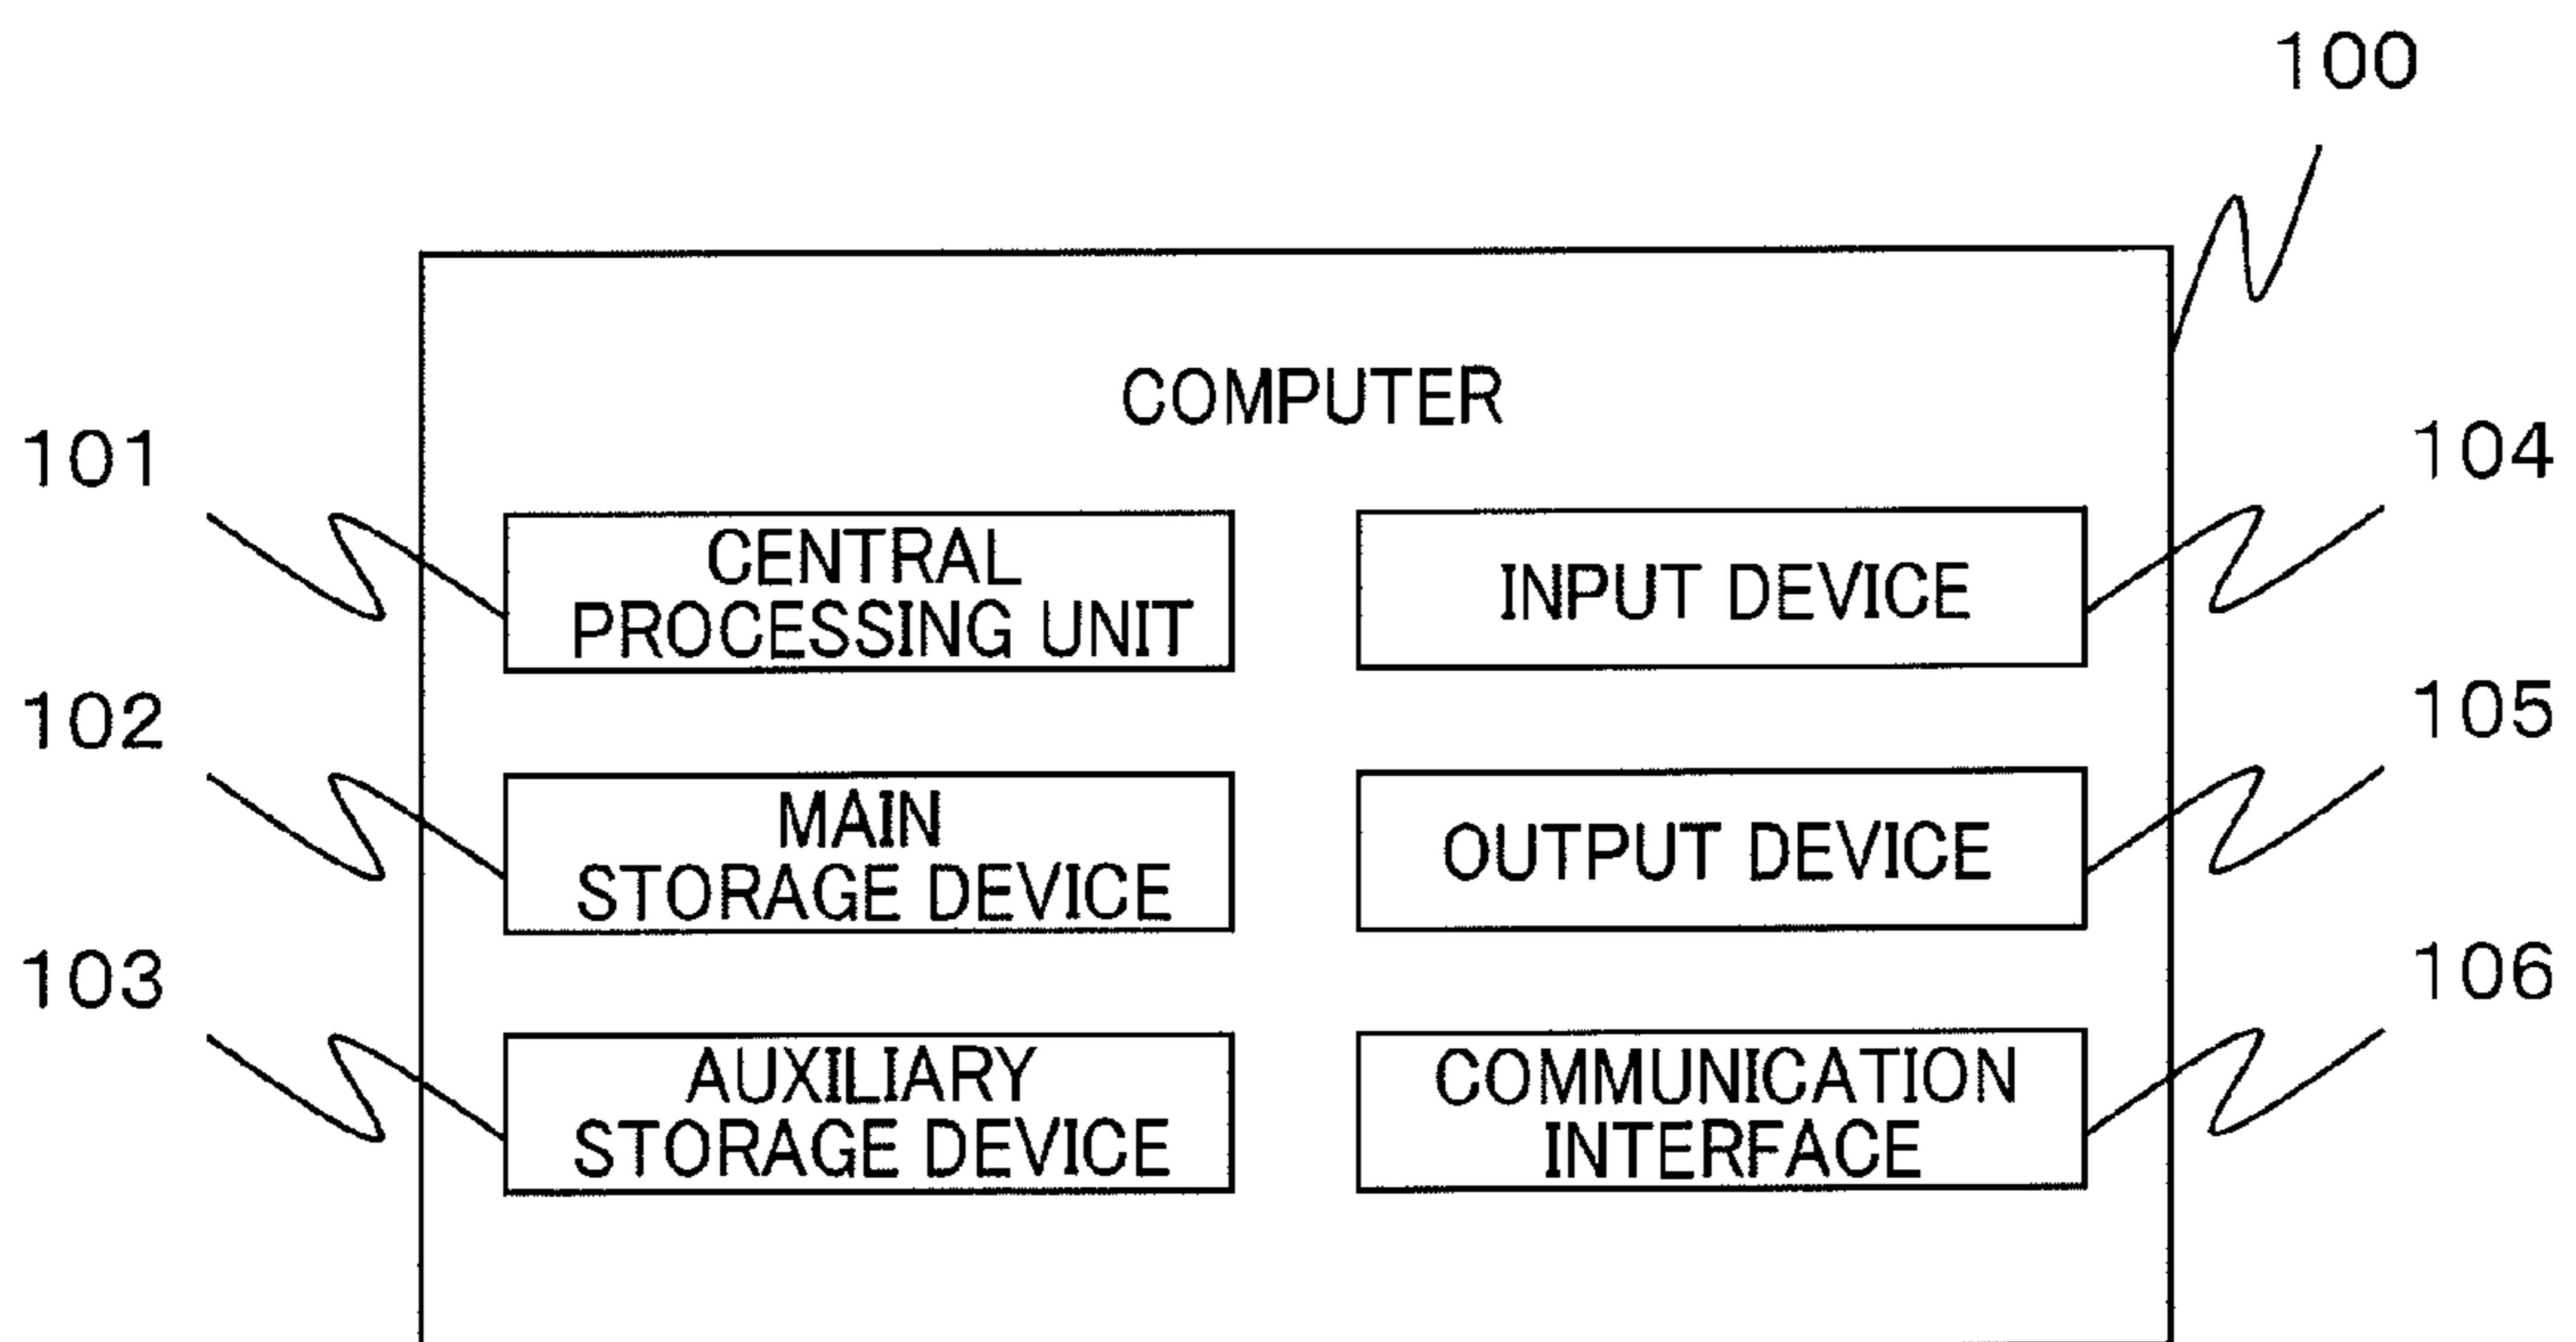 100
COMPUTER
101
CENTRAL
PROCESSING UNIT
102
MAIN
STORAGE DEVICE
103
AUXILIARY
STORAGE DEVICE
104
INPUT DEVICE
105
OUTPUT DEVICE
106
COMMUNICATION
INTERFACE